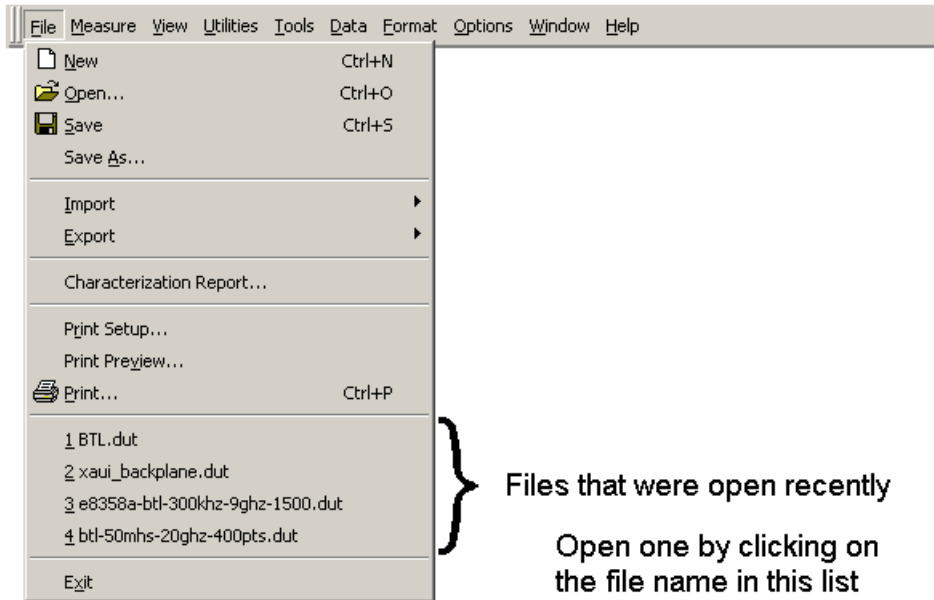 File Measure View Utilities Tools Data Format Options Window Help
New Ctrl+N
Open... Ctrl+O
Save Ctrl+S
Save As...
Import
Export
Characterization Report...
Print Setup...
Print Preview...
Print... Ctrl+P
1 BTL.dut
2 xaui_backplane.dut
3 e8358a-btl-300khz-9ghz-1500.dut
4 btl-50mhs-20ghz-400pts.dut
Exit
Files that were open recently
Open one by clicking on
the file name in this list